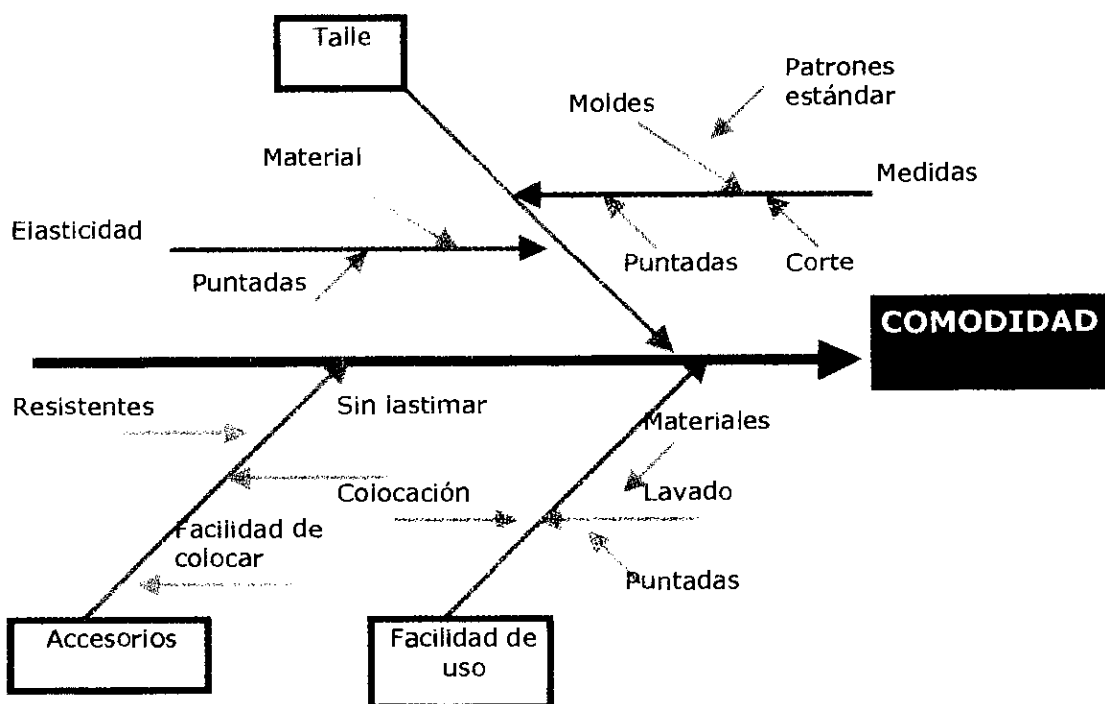 Talle
Patrones
estándar
Moldes
Material
Medidas
Elasticidad
Puntadas
Puntadas
Corte
COMODIDAD
Resistentes
Sin lastimar
Materiales
Colocación
Lavado
Facilidad de
colocar
Puntadas
Accesorios
Facilidad de
uso